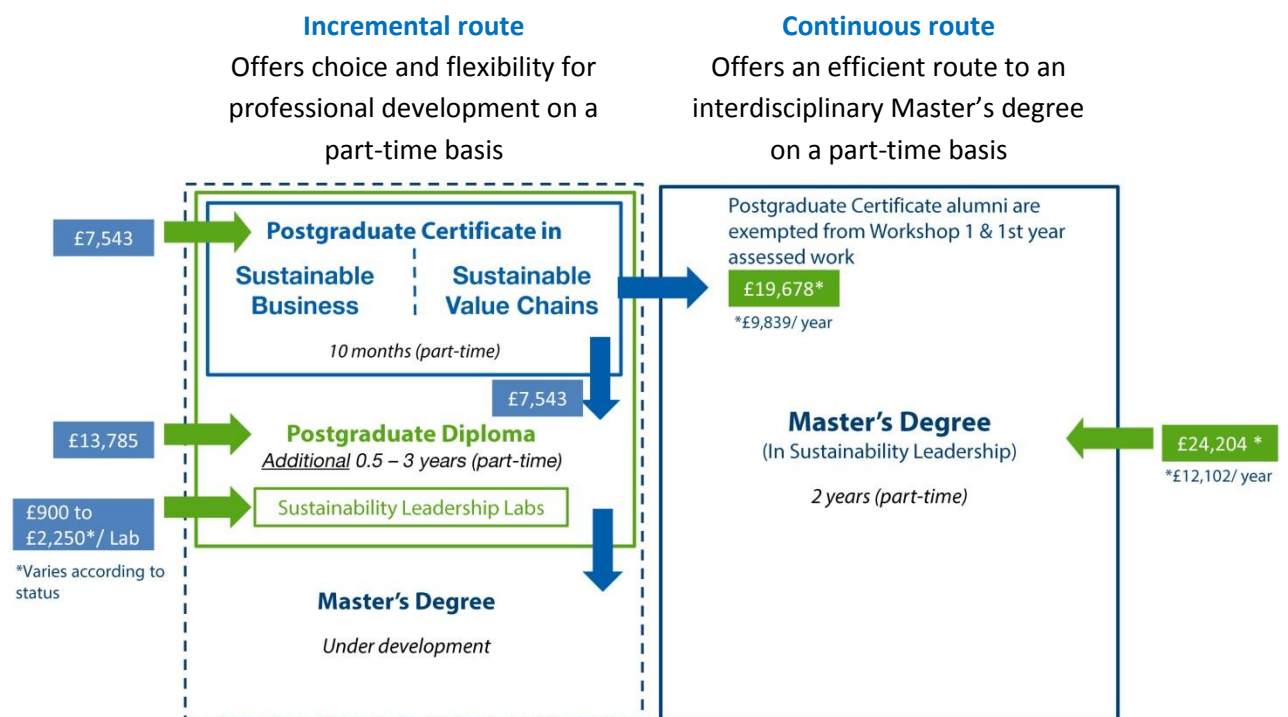 Incremental route
Offers choice and flexibility for
professional development on a
part-time basis
Continuous route
Offers an efficient route to an
interdisciplinary Master's degree
on a part-time basis
£7,543
Postgraduate Certificate in
Sustainable
Business
Sustainable
Value Chains
10 months (part-time)
£7,543
£13,785
Postgraduate Diploma
Additional 0.5 – 3 years (part-time)
£900 to
£2,250*/ Lab
*Varies according to
status
Sustainability Leadership Labs
Master's Degree
Under development
Postgraduate Certificate alumni are
exempted from Workshop 1 & 1st year
assessed work
£19,678*
*£9,839/ year
Master's Degree
(In Sustainability Leadership)
2 years (part-time)
£24,204 *
*£12,102/ year